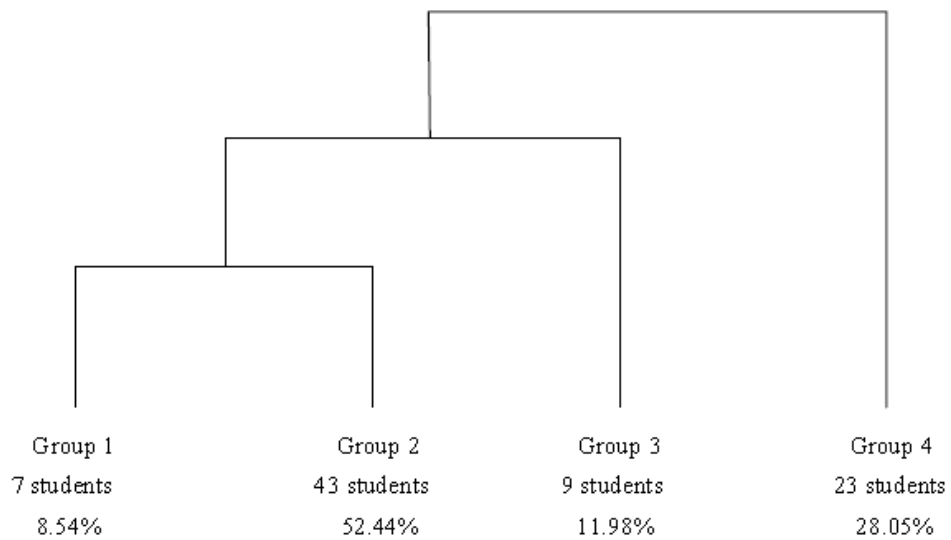 Group 1 Group 2 Group 3 Group 4
7 students 43 students 9 students 23 students
8.54% 52.44% 11.98% 28.05%